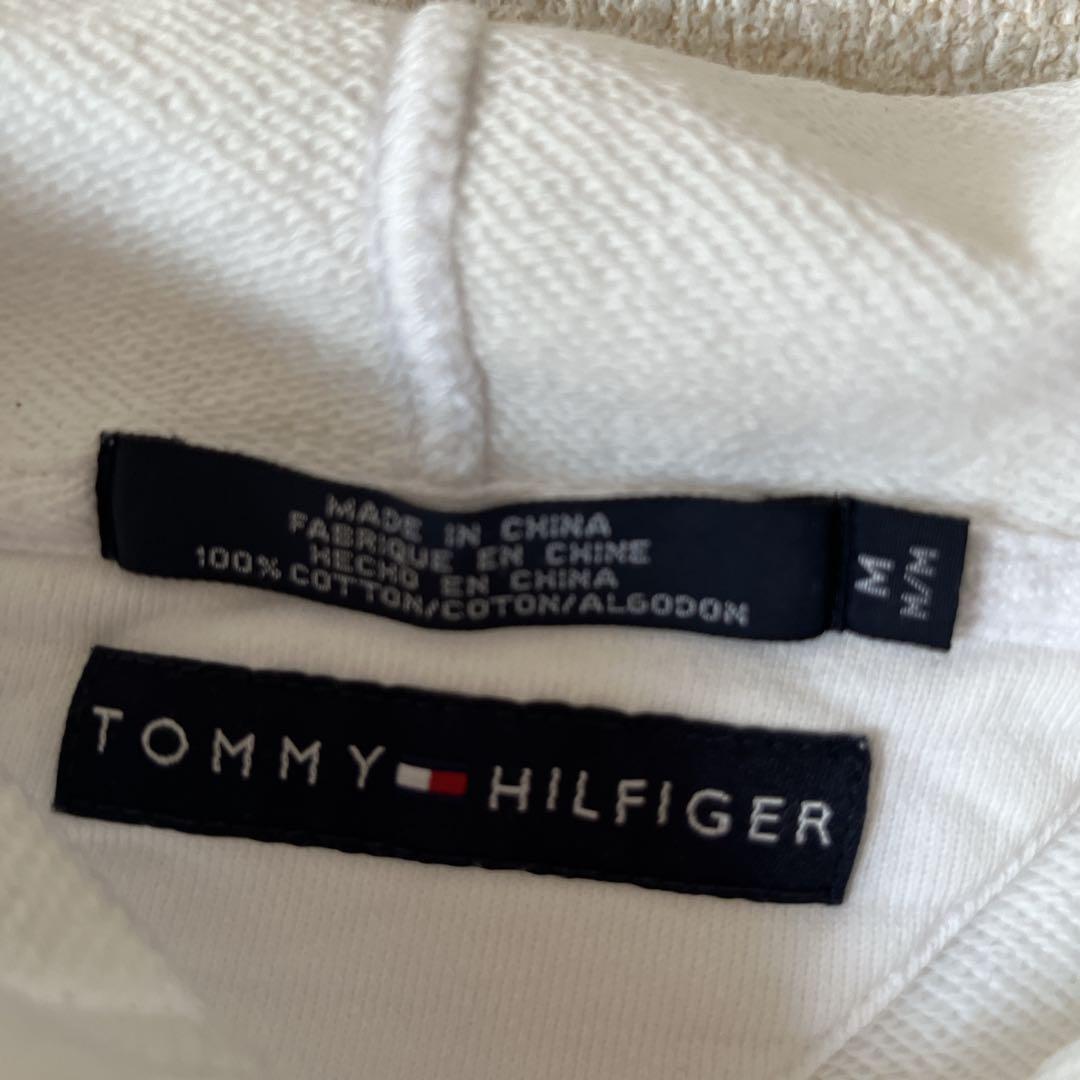 MADE IN CHINA
FABRIQUE EN CHINE
HECHO EN CHINA
100% COTTON/COTON/ALGODON
M
M/M
TOMMY HILFIGER